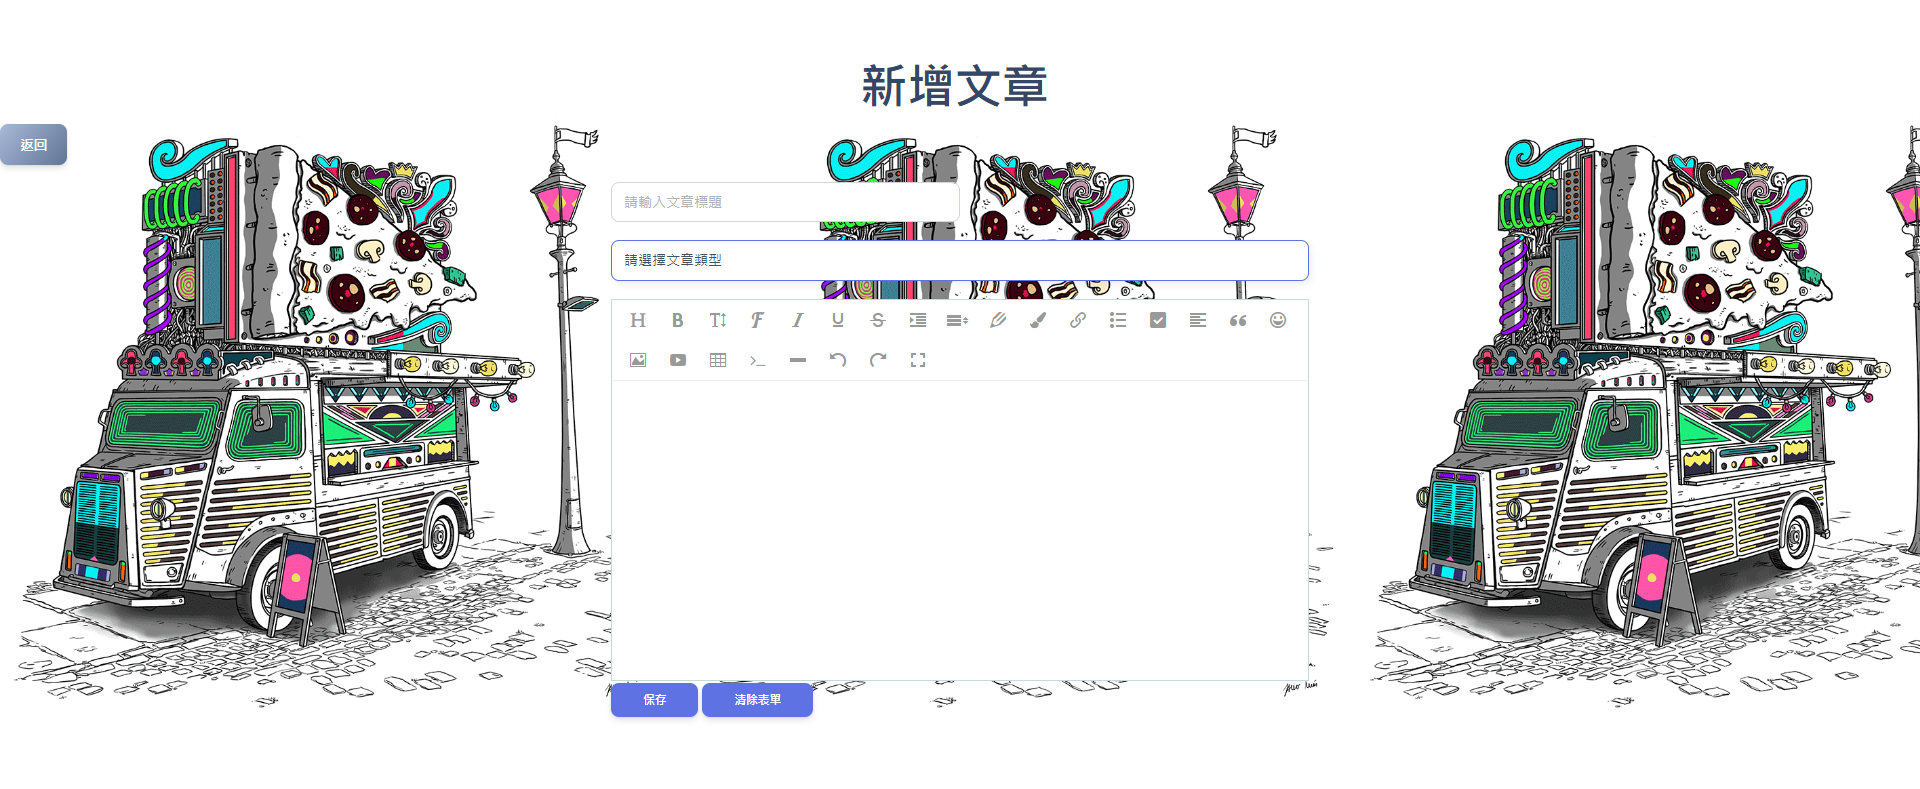 新增文章
返回
請輸入文章標題
請選擇文章類型
保存 清除表單